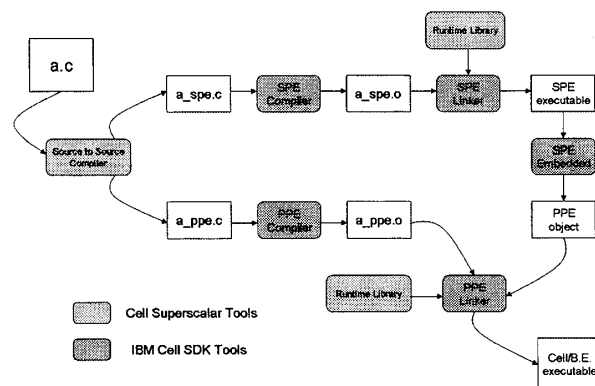 Runtime Library
a.c
a_spe.c
SPE
Compiler
a_spe.o
SPE
Linker
SPE
executable
Source to Source
Compiler
SPE
Embedded
a_ppe.c
PPE
Compiler
a_ppe.o
PPE
object
Runtime Library
PPE
Linker
Cell Superscalar Tools
IBM Cell SDK Tools
Cell/B.E.
executable